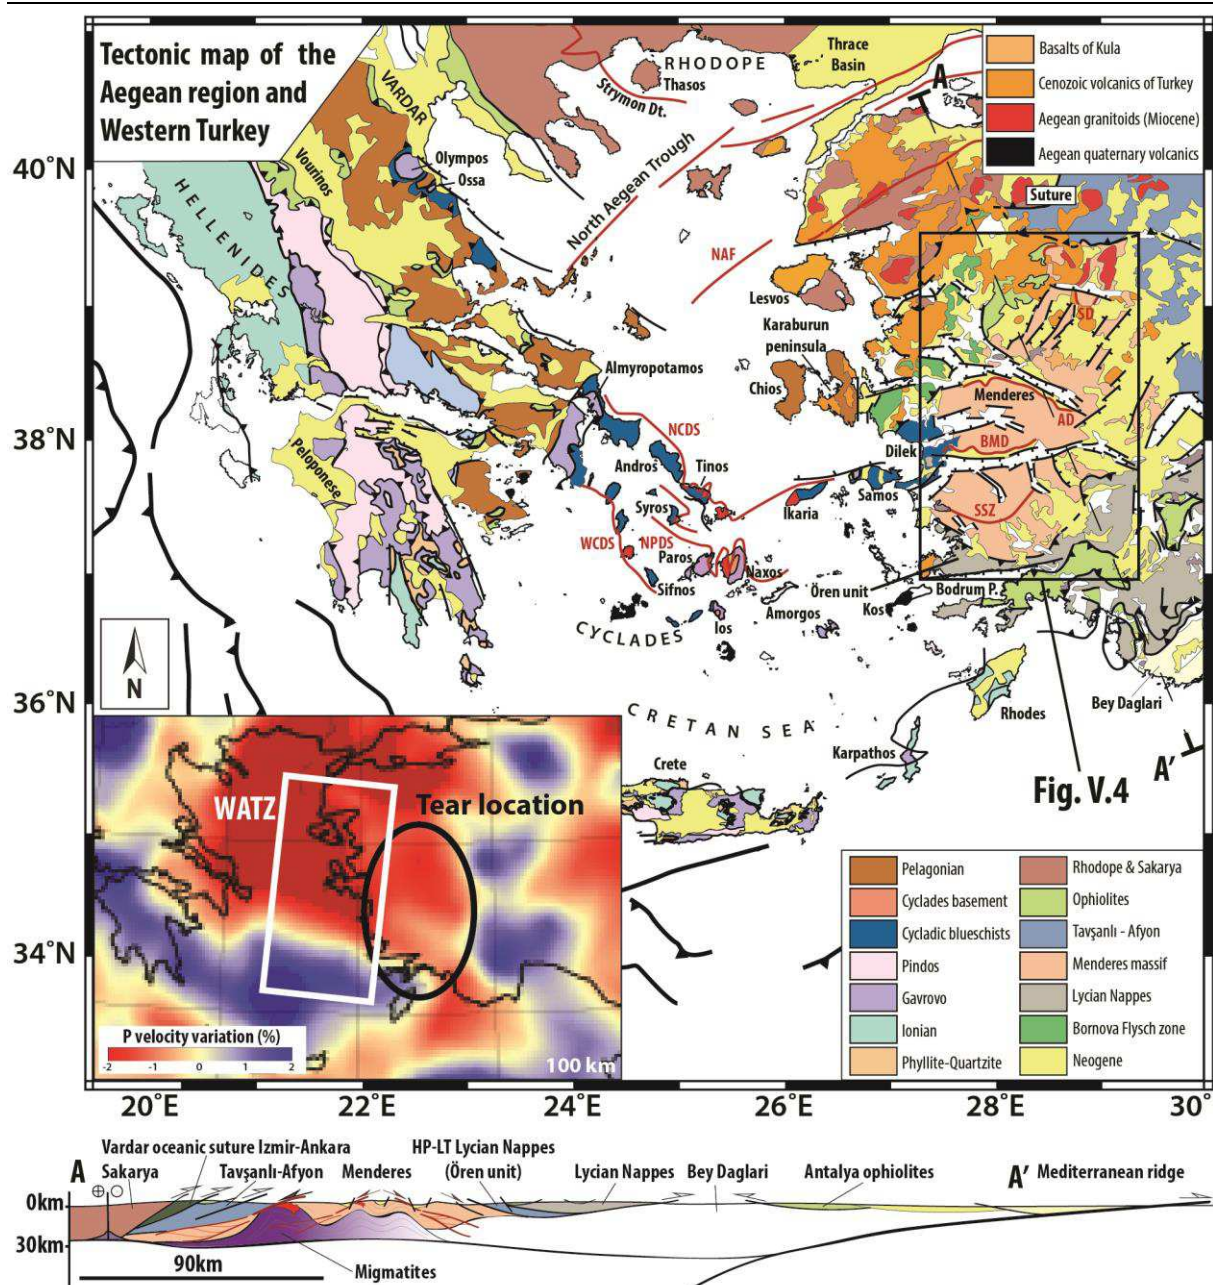 Tectonic map of the
Aegean region and
Western Turkey
Basalts of Kula
Cenozoic volcanics of Turkey
Aegean granitoids (Miocene)
Aegean quaternary volcanics
40°N
38°N
36°N
34°N
20°E
22°E
24°E
26°E
28°E
30°
VARDAR
RHODOPE
Thasos
Strymon Dt.
Thrace
Basin
A
Vourinos
Olympos
Ossa
HELLENIDES
North Aegean Trough
NAF
Suture
Lesvos
Karaburun
peninsula
SD
Chios
Almyropotamos
Menderes
AD
BMD
Dilek
NCDS
Peloponese
Andros
Tinos
Samos
Ikaria
Syros
SSZ
WCDS
NPDS
Paros
Naxos
Sifnos
Ören unit
Bodrum P.
Amorgos
Kos
Ios
CYCLADES
N
Rhodes
Bey Daglari
CRETAN SEA
Karpathos
A'
Crete
Fig. V.4
WATZ
Tear location
P velocity variation (%)
-2 -1 0 1 2
100 km
Pelagonian
Cyclades basement
Cycladic blueschists
Pindos
Gavrovo
Ionian
Phyllite-Quartzite
Rhodope & Sakarya
Ophiolites
Tavşanlı - Afyon
Menderes massif
Lycian Nappes
Bornova Flysch zone
Neogene
Vardar oceanic suture Izmir-Ankara
HP-LT Lycian Nappes
A
Sakarya
Tavşanlı-Afyon
Menderes
(Ören unit)
Lycian Nappes
Bey Daglari
Antalya ophiolites
A'
Mediterranean ridge
0km
30km
90km
Migmatites